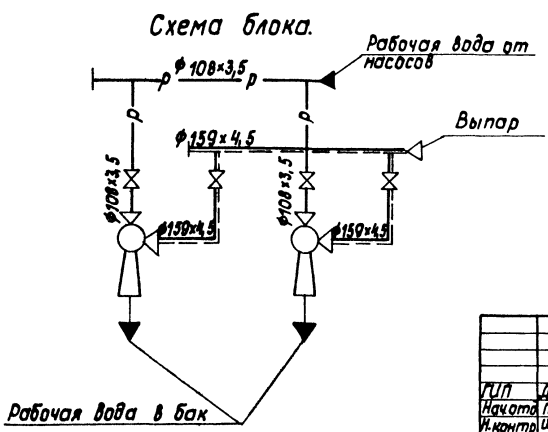 Схема блока.
Рабочая вода от
насосов
р ф108×3,5 р
р р
Выпар
ф159×4,5
ф108×3,5
ф108×3,5
ф159×4,5
ф159×4,5
Рабочая вода в бак
ГИП
Нач.отд
Н.контр